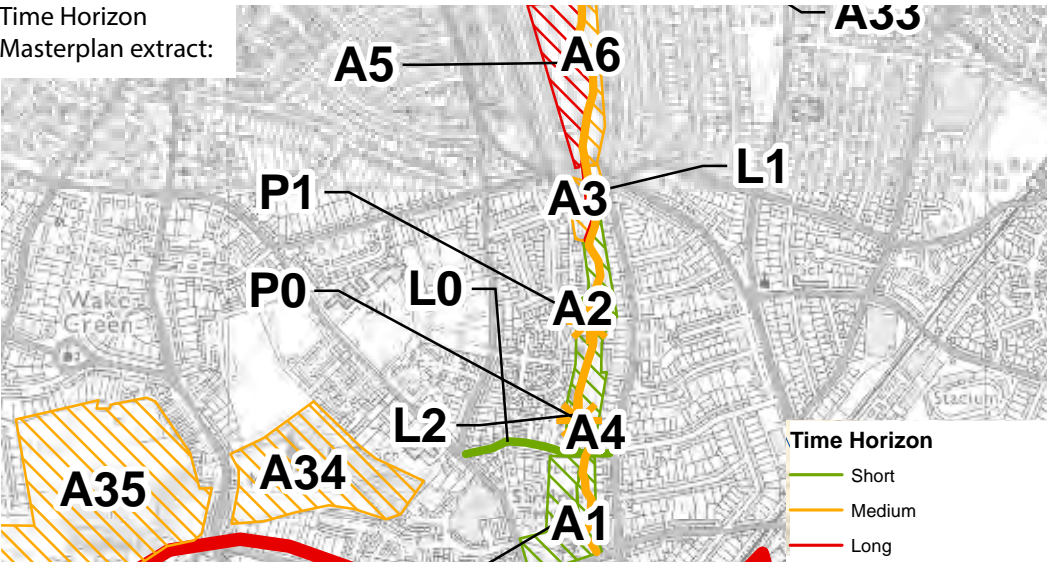 Time Horizon
Masterplan extract:
A33
A5
A6
L1
P1
A3
P0
L0
A2
Wake
Green
Stadium
L2
A4
A34
A35
A1
Time Horizon
Short
Medium
Long